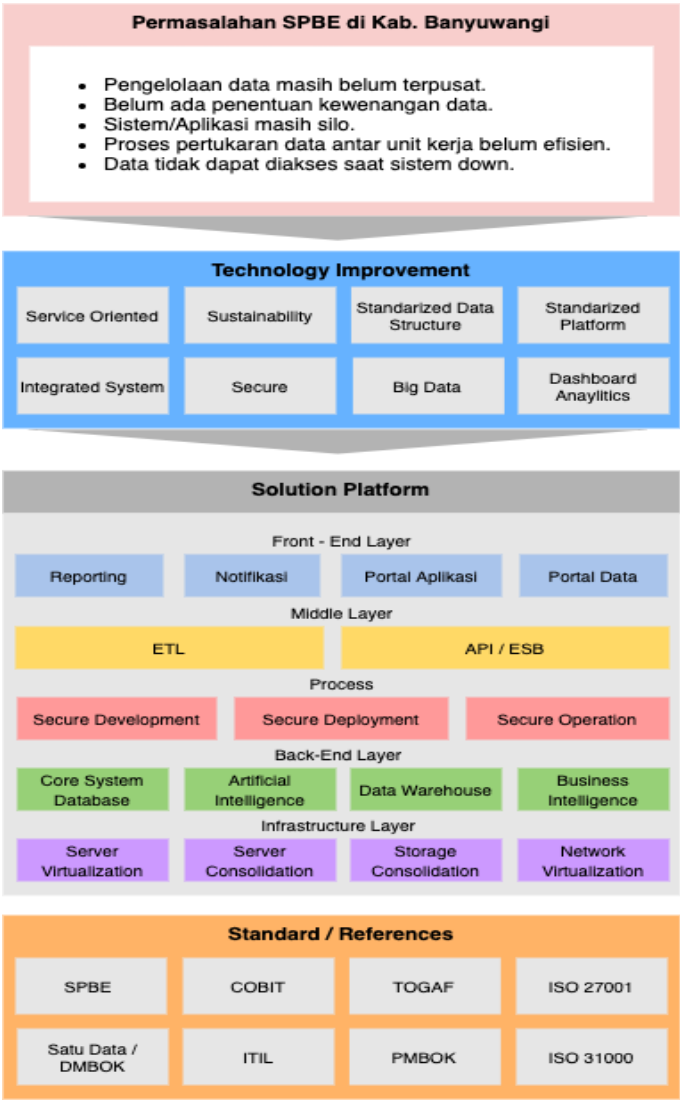 Permasalahan SPBE di Kab. Banyuwangi
• Pengelolaan data masih belum terpusat.
• Belum ada penentuan kewenangan data.
• Sistem/Aplikasi masih silo.
• Proses pertukaran data antar unit kerja belum efisien.
• Data tidak dapat diakses saat sistem down.
Technology Improvement
Service Oriented
Sustainability
Standarized Data
Structure
Standarized
Platform
Integrated System
Secure
Big Data
Dashboard
Anaylitics
Solution Platform
Front - End Layer
Reporting
Notifikasi
Portal Aplikasi
Portal Data
Middle Layer
ETL
API / ESB
Process
Secure Development
Secure Deployment
Secure Operation
Back-End Layer
Core System
Database
Artificial
Intelligence
Data Warehouse
Business
Intelligence
Infrastructure Layer
Server
Virtualization
Server
Consolidation
Storage
Consolidation
Network
Virtualization
Standard / References
SPBE
COBIT
TOGAF
ISO 27001
Satu Data /
DMBOK
ITIL
PMBOK
ISO 31000